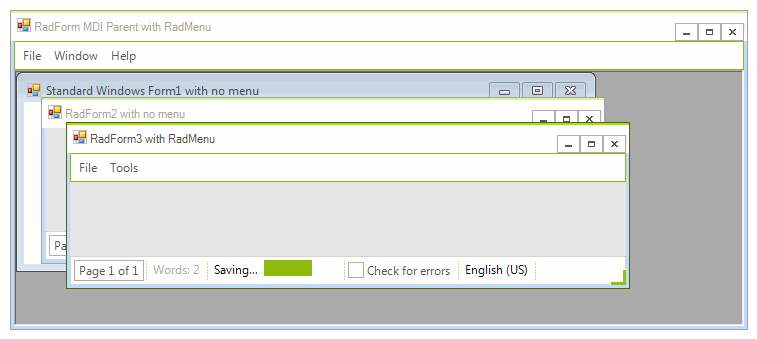 RadForm MDI Parent with RadMenu
File Window Help
Standard Windows Form1 with no menu
RadForm2 with no menu
RadForm3 with RadMenu
File Tools
Pa
Page 1 of 1 Words: 2 Saving... Check for errors English (US)